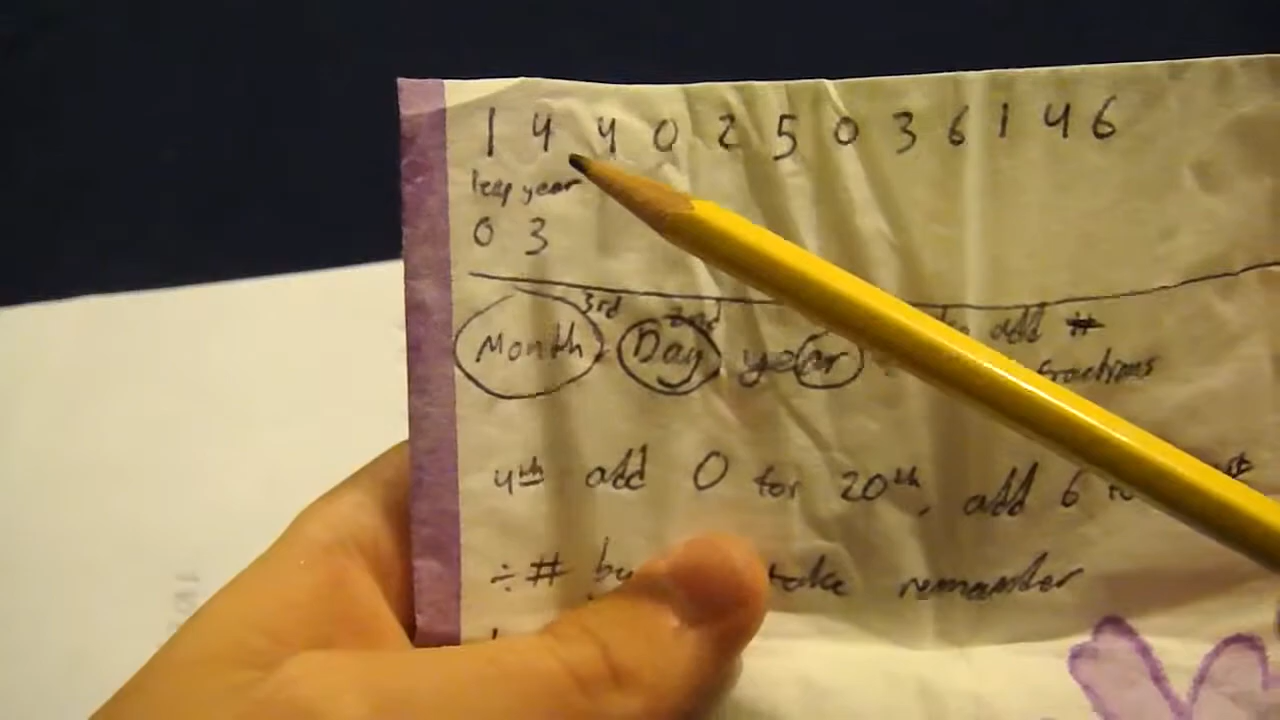 1 4 4 0 2 5 0 3 6 1 4 6
leap year
0 3
Month 3rd Day 2nd year add #
fractions
4th add 0 for 20th, add 6
÷# take remainder